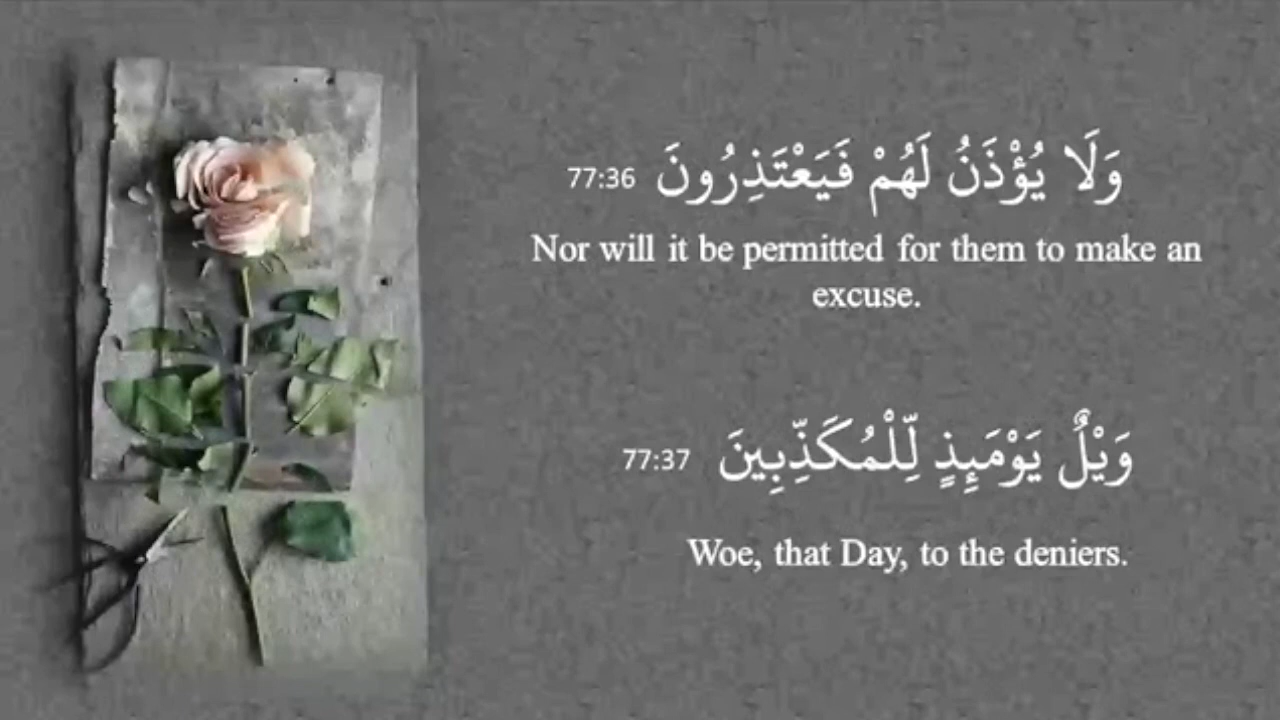 وَلَا يُؤْذَنُ لَهُمْ فَيَعْتَذِرُونَ 77:36
Nor will it be permitted for them to make an
excuse.
وَيْلٌ يَوْمَئِذٍ لِّلْمُكَذِّبِينَ 77:37
Woe, that Day, to the deniers.